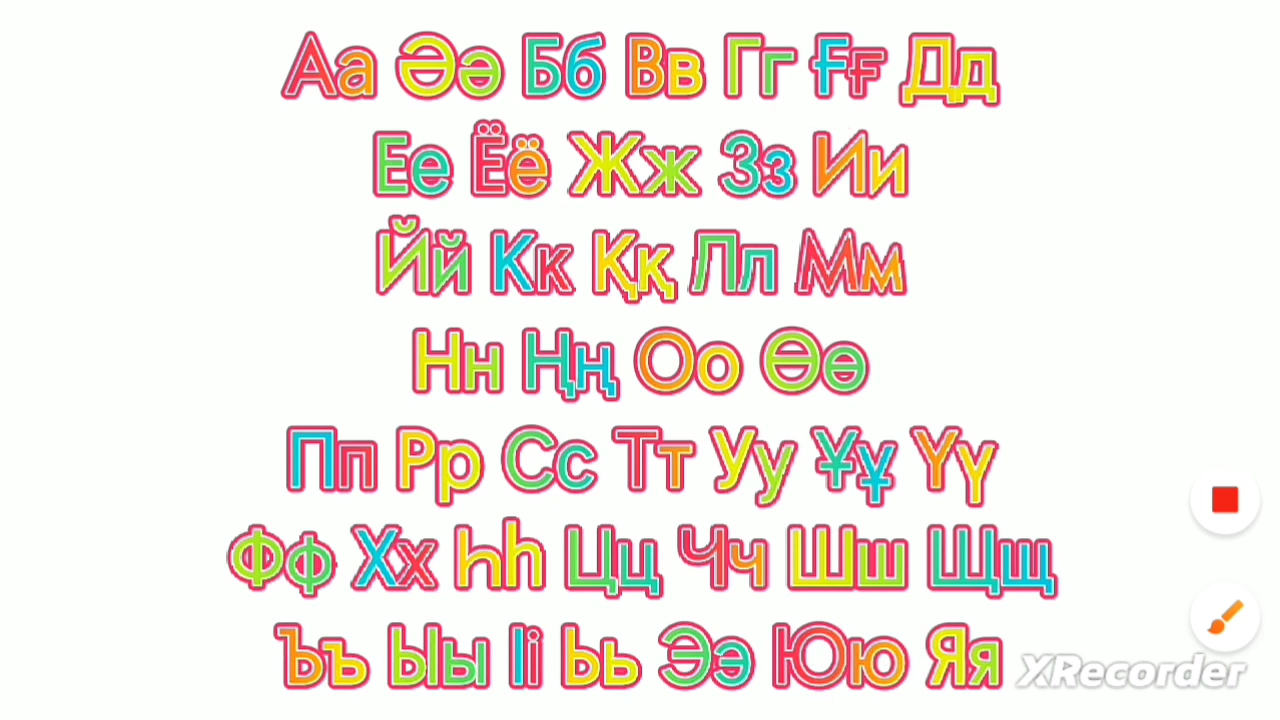 Аа Әә Бб Вв Гг Ғғ Дд
Ее Ёё Жж Зз Ии
Йй Кк Ққ Лл Мм
Нн Ңң Оо Өө
Пп Рр Сс Тт Уу Ұұ Үү
Фф Хх Һһ Цц Чч Шш Щщ
Ъъ Ыы Іі Ьь Ээ Юю Яя
XRecorder